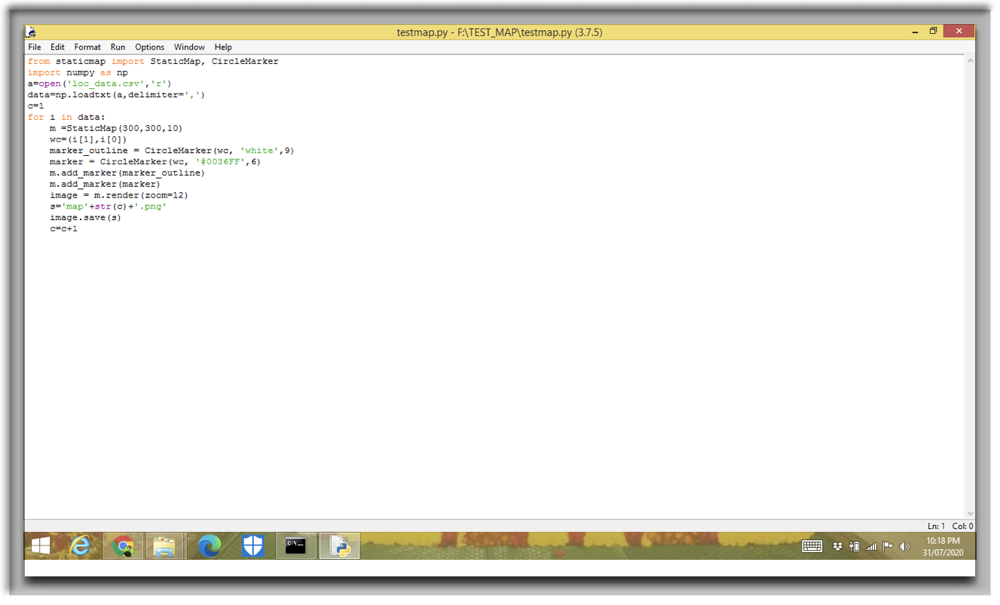 testmap.py - F:\TEST_MAP\testmap.py (3.7.5)
File Edit Format Run Options Window Help
from staticmap import StaticMap, CircleMarker
import numpy as np
a=open('loc_data.csv','r')
data=np.loadtxt(a,delimiter=',')
c=1
for i in data:
    m =StaticMap(300,300,10)
    wc=(i[1],i[0])
    marker_outline = CircleMarker(wc, 'white',9)
    marker = CircleMarker(wc, '#0036FF',6)
    m.add_marker(marker_outline)
    m.add_marker(marker)
    image = m.render(zoom=12)
    s='map'+str(c)+'.png'
    image.save(s)
    c=c+1
Ln: 1 Col: 0
C:\_
10:18 PM
31/07/2020